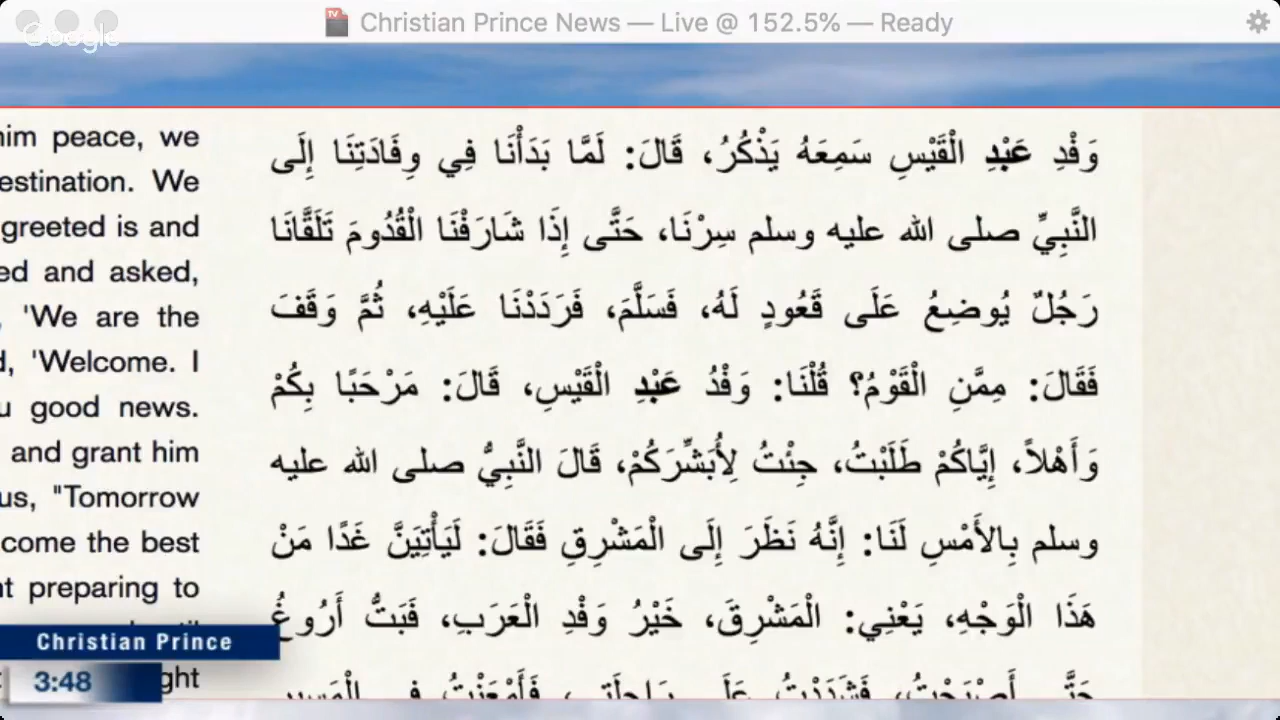 Christian Prince News — Live @ 152.5% — Ready
Google
him peace, we
estination. We
greeted is and
ed and asked,
, 'We are the
d, 'Welcome. I
u good news.
and grant him
us, "Tomorrow
come the best
nt preparing to
ght
وَفْدِ عَبْدِ الْقَيْسِ سَمِعَهُ يَذْكُرُ، قَالَ: لَمَّا بَدَأْنَا فِي وِفَادَتِنَا إِلَى
النَّبِيِّ صلى الله عليه وسلم سِرْنَا، حَتَّى إِذَا شَارَفْنَا الْقُدُومَ تَلَقَّانَا
رَجُلٌ يُوضِعُ عَلَى قَعُودٍ لَهُ، فَسَلَّمَ، فَرَدَدْنَا عَلَيْهِ، ثُمَّ وَقَفَ
فَقَالَ: مِمَّنِ الْقَوْمُ؟ قُلْنَا: وَفْدُ عَبْدِ الْقَيْسِ، قَالَ: مَرْحَبًا بِكُمْ
وَأَهْلاً، إِيَّاكُمْ طَلَبْتُ، جِئْتُ لِأُبَشِّرَكُمْ، قَالَ النَّبِيُّ صلى الله عليه
وسلم بِالأَمْسِ لَنَا: إِنَّهُ نَظَرَ إِلَى الْمَشْرِقِ فَقَالَ: لَيَأْتِيَنَّ غَدًا مَنْ
هَذَا الْوَجْهِ، يَعْنِي: الْمَشْرِقَ، خَيْرُ وَفْدِ الْعَرَبِ، فَبَتُّ أَرُوغُ
Christian Prince
3:48